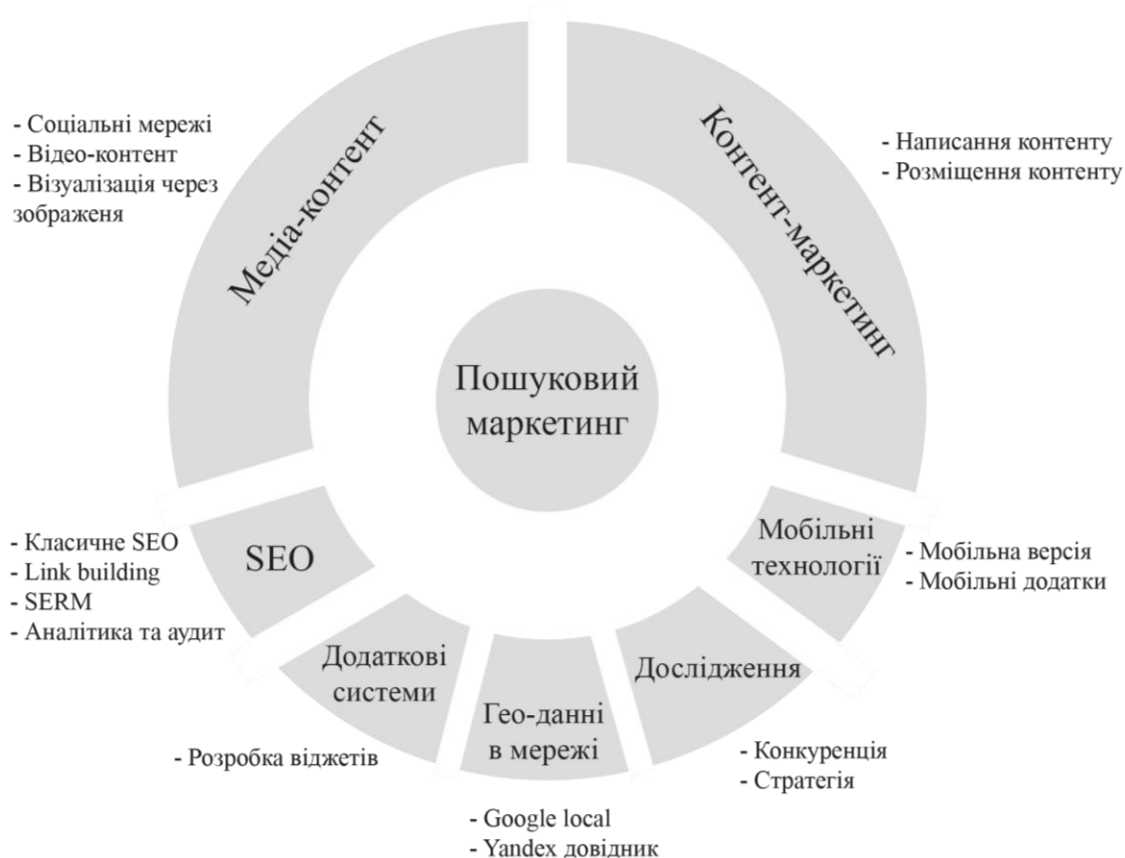 - Соціальні мережі
- Відео-контент
- Візуалізація через
зображеня
Медіа-контент
Контент-маркетинг
- Написання контенту
- Розміщення контенту
Пошуковий
маркетинг
- Класичне SEO
- Link building
- SERM
- Аналітика та аудит
SEO
Мобільні
технології
- Мобільна версія
- Мобільні додатки
Додаткові
системи
- Розробка віджетів
Гео-данні
в мережі
- Google local
- Yandex довідник
Дослідження
- Конкуренція
- Стратегія